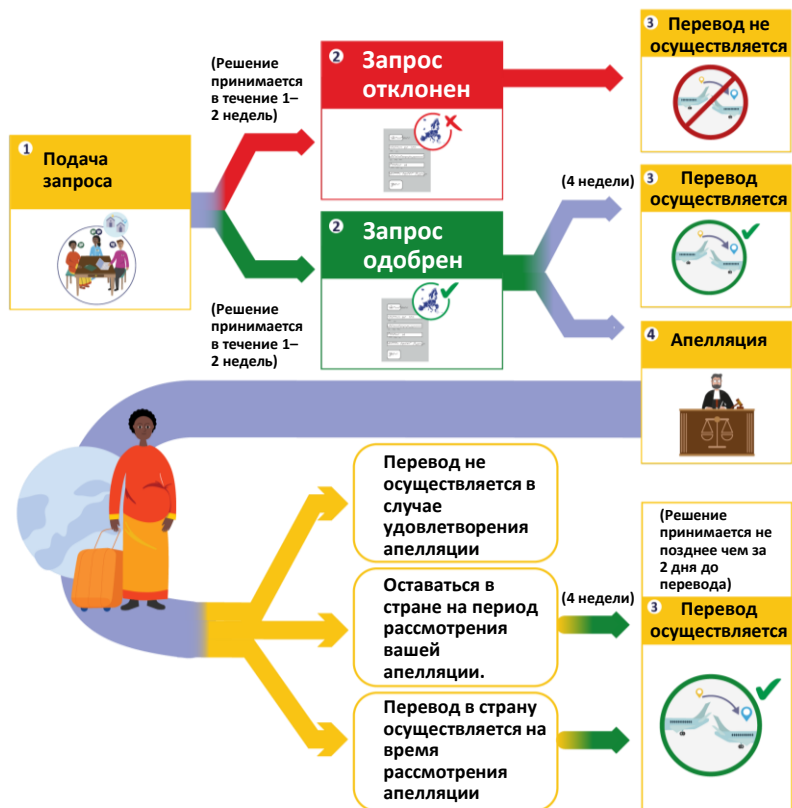 1 Подача
запроса
(Решение
принимается
в течение 1–
2 недель)
2 Запрос
отклонен
3 Перевод не
осуществляется
(Решение
принимается
в течение 1–
2 недель)
2 Запрос
одобрен
(4 недели)
3 Перевод
осуществляется
4 Апелляция
Перевод не
осуществляется в
случае
удовлетворения
апелляции
Оставаться в
стране на период
рассмотрения
вашей
апелляции.
(4 недели)
Перевод в страну
осуществляется на
время
рассмотрения
апелляции
(Решение
принимается не
позднее чем за
2 дня до
перевода)
3 Перевод
осуществляется